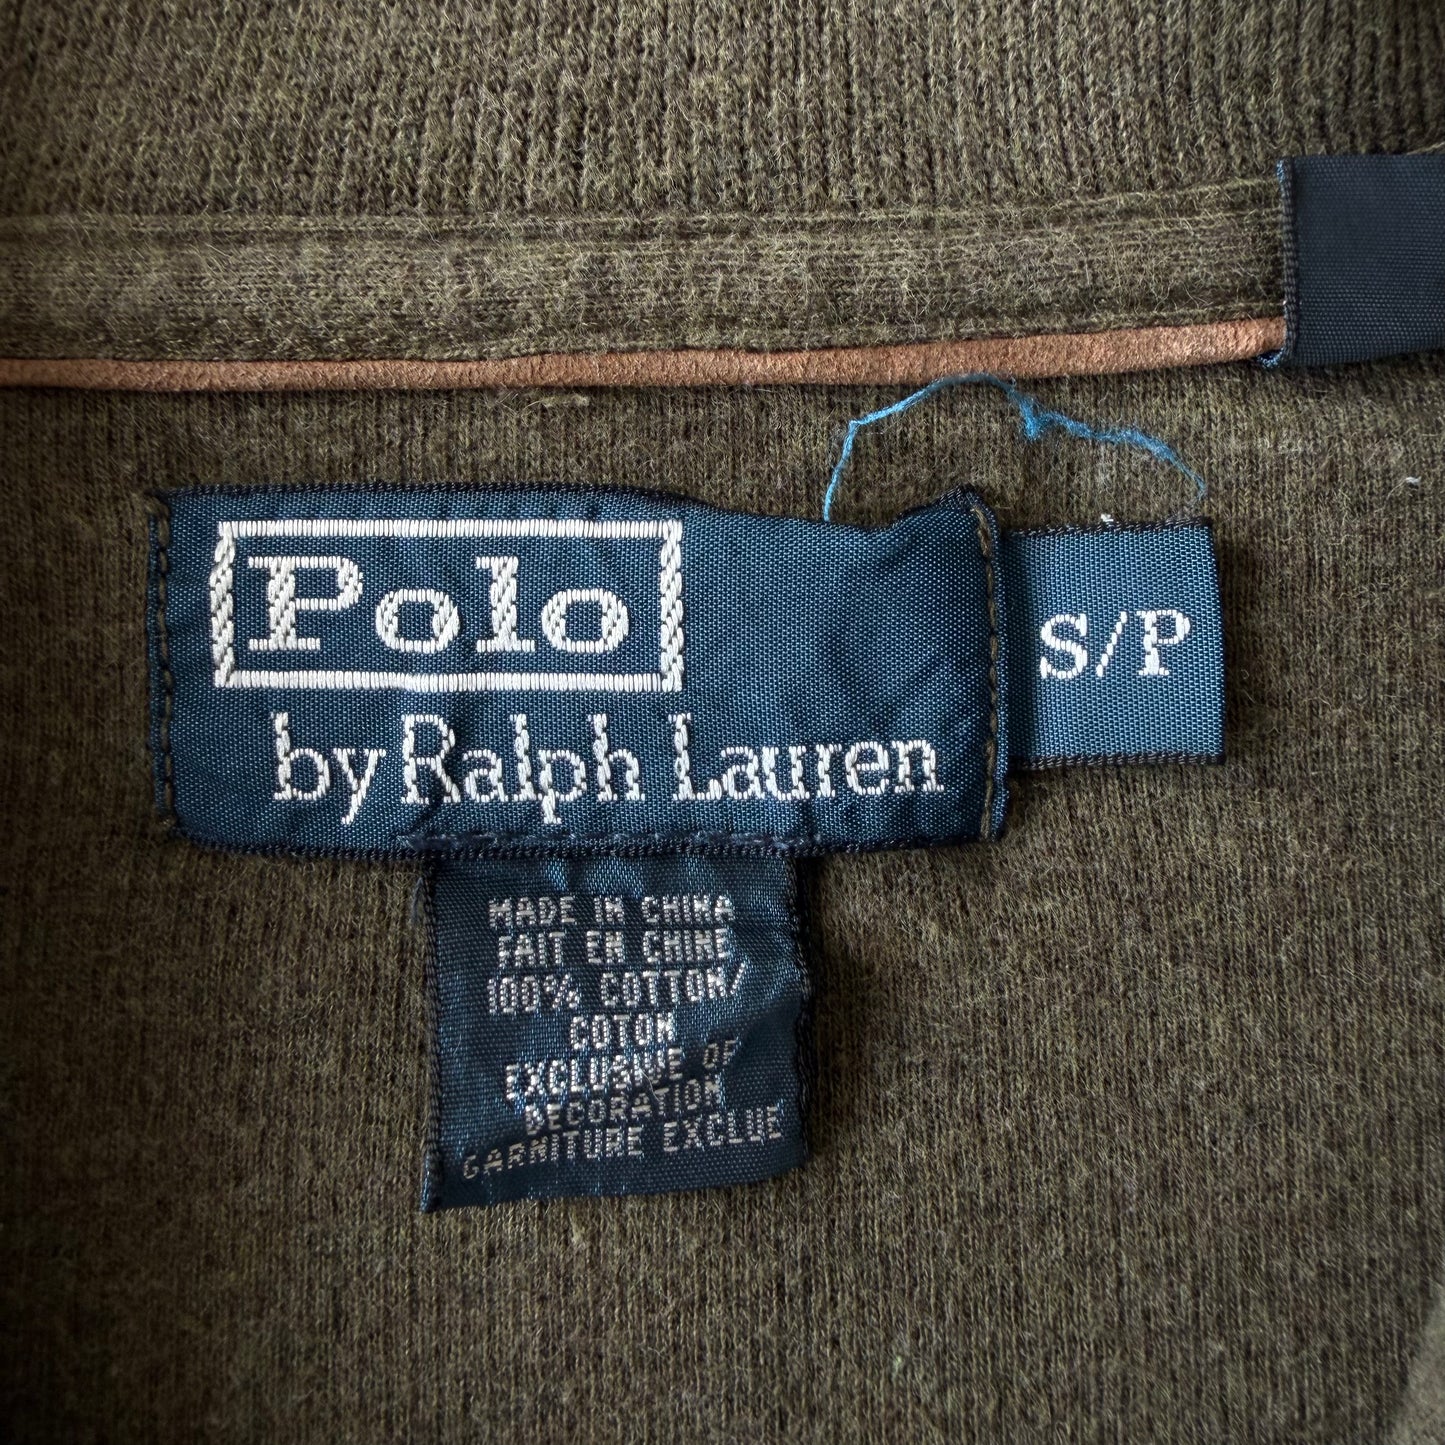 Polo
by Ralph Lauren
S/P
MADE IN CHINA
FAIT EN CHINE
100% COTTON/
COTON
EXCLUSIVE OF
DECORATION
GARNITURE EXCLUE